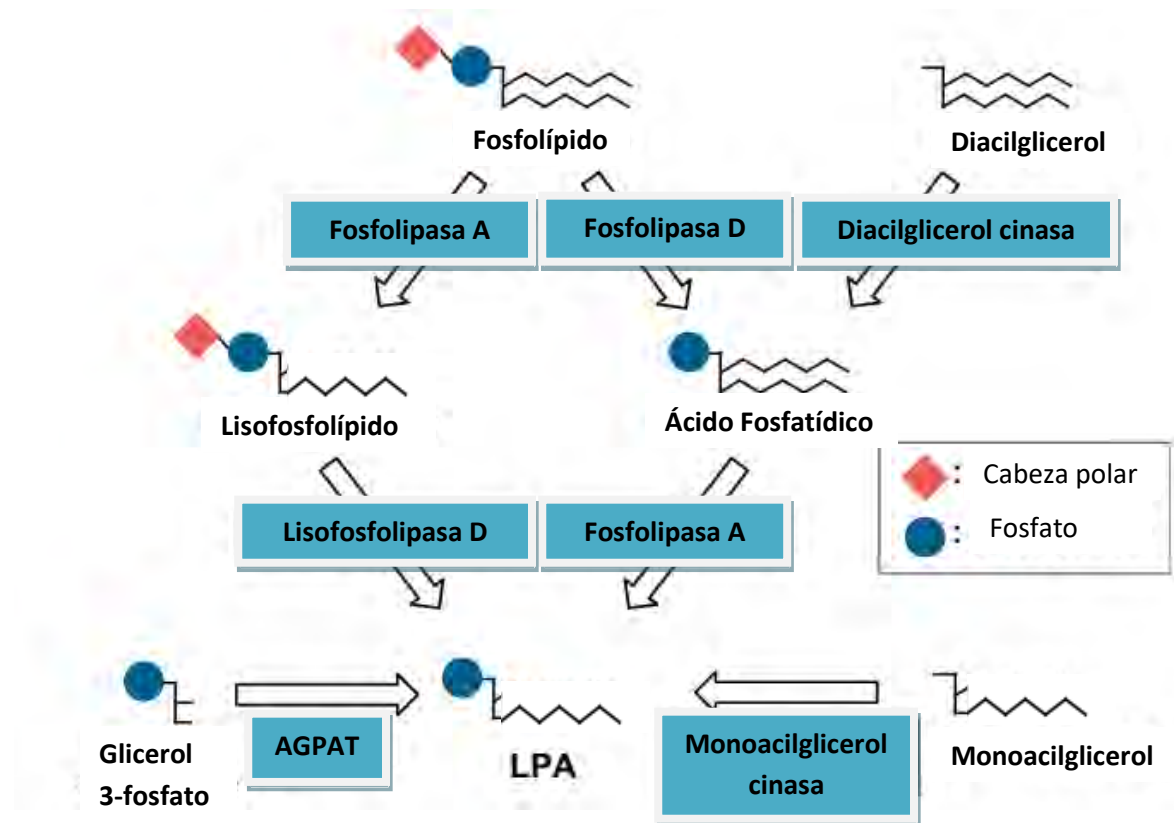 Fosfolípido
Diacilglicerol
Fosfolipasa A
Fosfolipasa D
Diacilglicerol cinasa
Lisofosfolípido
Ácido Fosfatídico
: Cabeza polar
: Fosfato
Lisofosfolipasa D
Fosfolipasa A
Glicerol
3-fosfato
AGPAT
LPA
Monoacilglicerol
cinasa
Monoacilglicerol